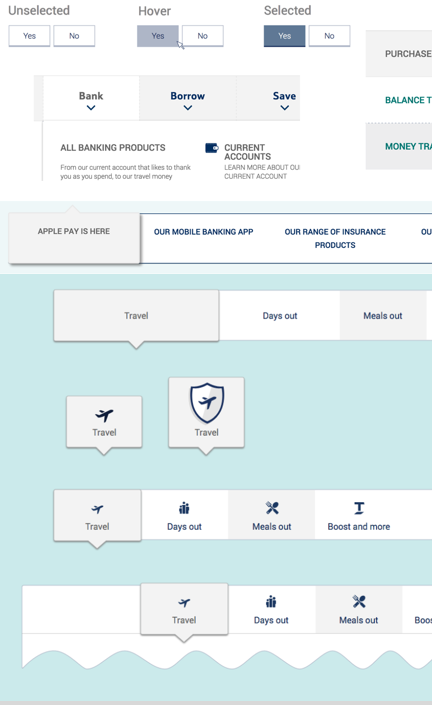 Unselected
Hover
Selected
Yes
No
Yes
No
Yes
No
PURCHASE
Bank
Borrow
Save
BALANCE T
ALL BANKING PRODUCTS
From our current account that likes to thank
you as you spend, to our travel money
CURRENT
ACCOUNTS
LEARN MORE ABOUT OU
CURRENT ACCOUNT
MONEY TRA
APPLE PAY IS HERE
OUR MOBILE BANKING APP
OUR RANGE OF INSURANCE
PRODUCTS
OU
Travel
Days out
Meals out
Travel
Travel
Travel
Days out
Meals out
Boost and more
Travel
Days out
Meals out
Boos